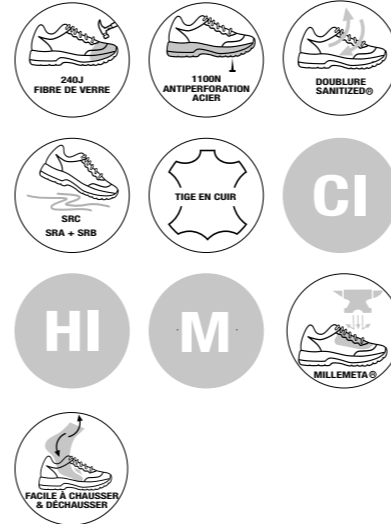 240J
FIBRE DE VERRE
1100N
ANTIPERFORATION
ACIER
DOUBLURE
SANITIZED®
SRC
SRA + SRB
TIGE EN CUIR
CI
HI
M
MILLEMETA®
FACILE À CHAUSSER
& DÉCHAUSSER